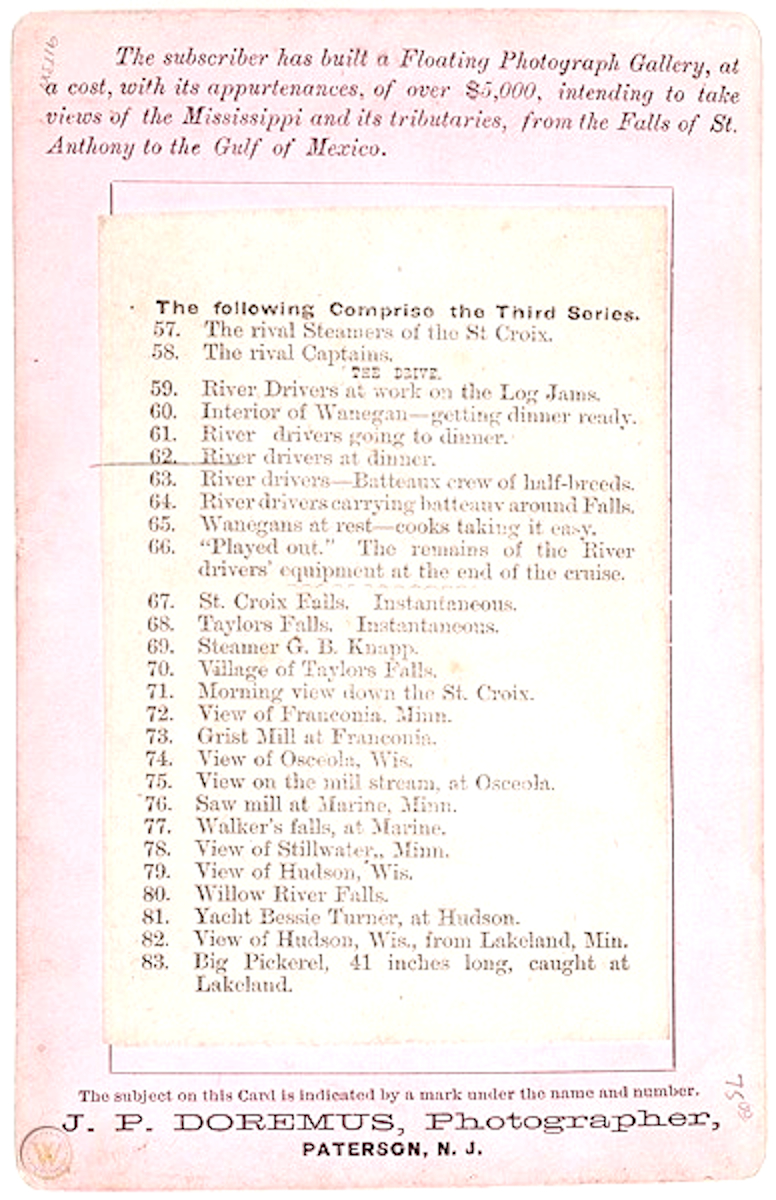 The subscriber has built a Floating Photograph Gallery, at
a cost, with its appurtenances, of over $5,000, intending to take
views of the Mississippi and its tributaries, from the Falls of St.
Anthony to the Gulf of Mexico.
The following Comprise the Third Series.
57. The rival Steamers of the St Croix.
58. The rival Captains.
THE DRIVE.
59. River Drivers at work on the Log Jams.
60. Interior of Wanegan—getting dinner ready.
61. River drivers going to dinner.
62. River drivers at dinner.
63. River drivers—Batteaux crew of half-breeds.
64. River drivers carrying batteaux around Falls.
65. Wanegans at rest—cooks taking it easy.
66. "Played out." The remains of the River
drivers' equipment at the end of the cruise.
67. St. Croix Falls. Instantaneous.
68. Taylors Falls. Instantaneous.
69. Steamer G. B. Knapp.
70. Village of Taylors Falls.
71. Morning view down the St. Croix.
72. View of Franconia, Minn.
73. Grist Mill at Franconia.
74. View of Osceola, Wis.
75. View on the mill stream, at Osceola.
76. Saw mill at Marine, Minn.
77. Walker's falls, at Marine.
78. View of Stillwater,, Minn.
79. View of Hudson, Wis.
80. Willow River Falls.
81. Yacht Bessie Turner, at Hudson.
82. View of Hudson, Wis., from Lakeland, Min.
83. Big Pickerel, 41 inches long, caught at
Lakeland.
The subject on this Card is indicated by a mark under the name and number.
J. P. DOREMUS, Photographer,
PATERSON, N. J.
W